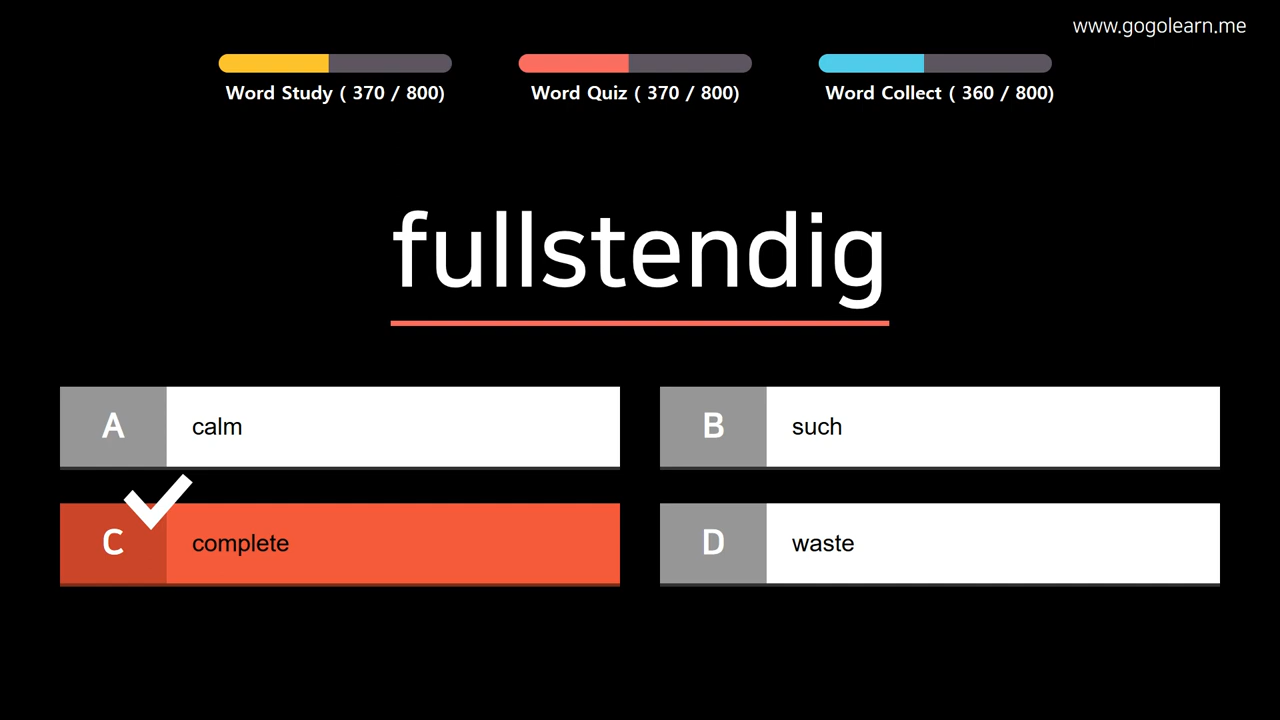 www.gogolearn.me
Word Study ( 370 / 800)
Word Quiz ( 370 / 800)
Word Collect ( 360 / 800)
fullstendig
A
calm
B
such
C
complete
D
waste